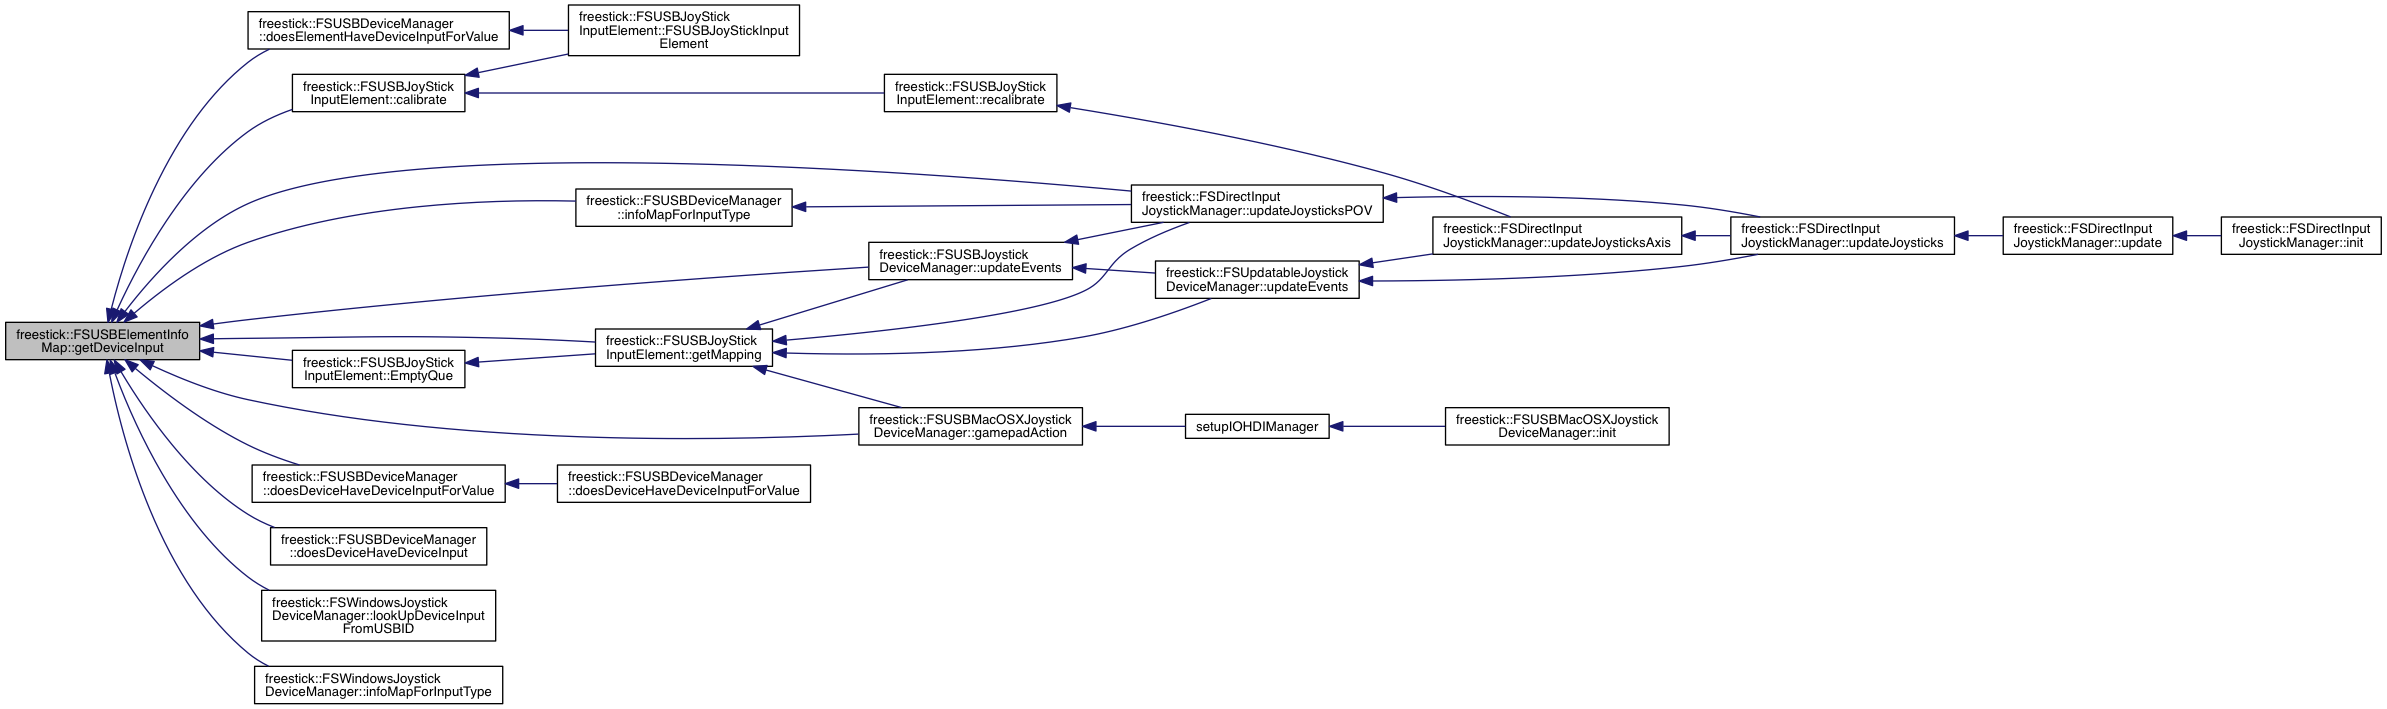 freestick::FSUSBDeviceManager
::doesElementHaveDeviceInputForValue
freestick::FSUSBJoyStick
InputElement::FSUSBJoyStickInput
Element
freestick::FSUSBJoyStick
InputElement::calibrate
freestick::FSUSBJoyStick
InputElement::recalibrate
freestick::FSUSBDeviceManager
::infoMapForInputType
freestick::FSDirectInput
JoystickManager::updateJoysticksPOV
freestick::FSDirectInput
JoystickManager::updateJoysticksAxis
freestick::FSDirectInput
JoystickManager::updateJoysticks
freestick::FSDirectInput
JoystickManager::update
freestick::FSDirectInput
JoystickManager::init
freestick::FSUSBJoystick
DeviceManager::updateEvents
freestick::FSUpdatableJoystick
DeviceManager::updateEvents
freestick::FSUSBElementInfo
Map::getDeviceInput
freestick::FSUSBJoyStick
InputElement::getMapping
freestick::FSUSBJoyStick
InputElement::EmptyQue
freestick::FSUSBMacOSXJoystick
DeviceManager::gamepadAction
setupIOHDIManager
freestick::FSUSBMacOSXJoystick
DeviceManager::init
freestick::FSUSBDeviceManager
::doesDeviceHaveDeviceInputForValue
freestick::FSUSBDeviceManager
::doesDeviceHaveDeviceInputForValue
freestick::FSUSBDeviceManager
::doesDeviceHaveDeviceInput
freestick::FSWindowsJoystick
DeviceManager::lookUpDeviceInput
FromUSBID
freestick::FSWindowsJoystick
DeviceManager::infoMapForInputType